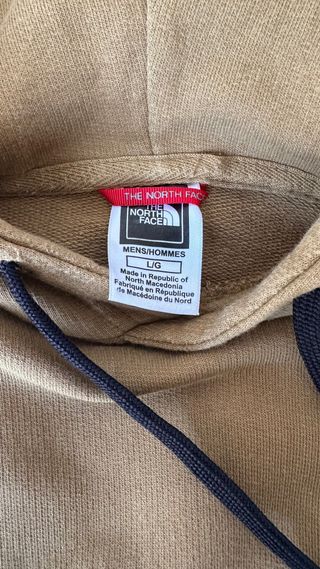 THE NORTH FAC
THE
NORTH
FACE
MENS/HOMMES
L/G
Made in Republic of
North Macedonia
Fabriqué en République
de Macédoine du Nord